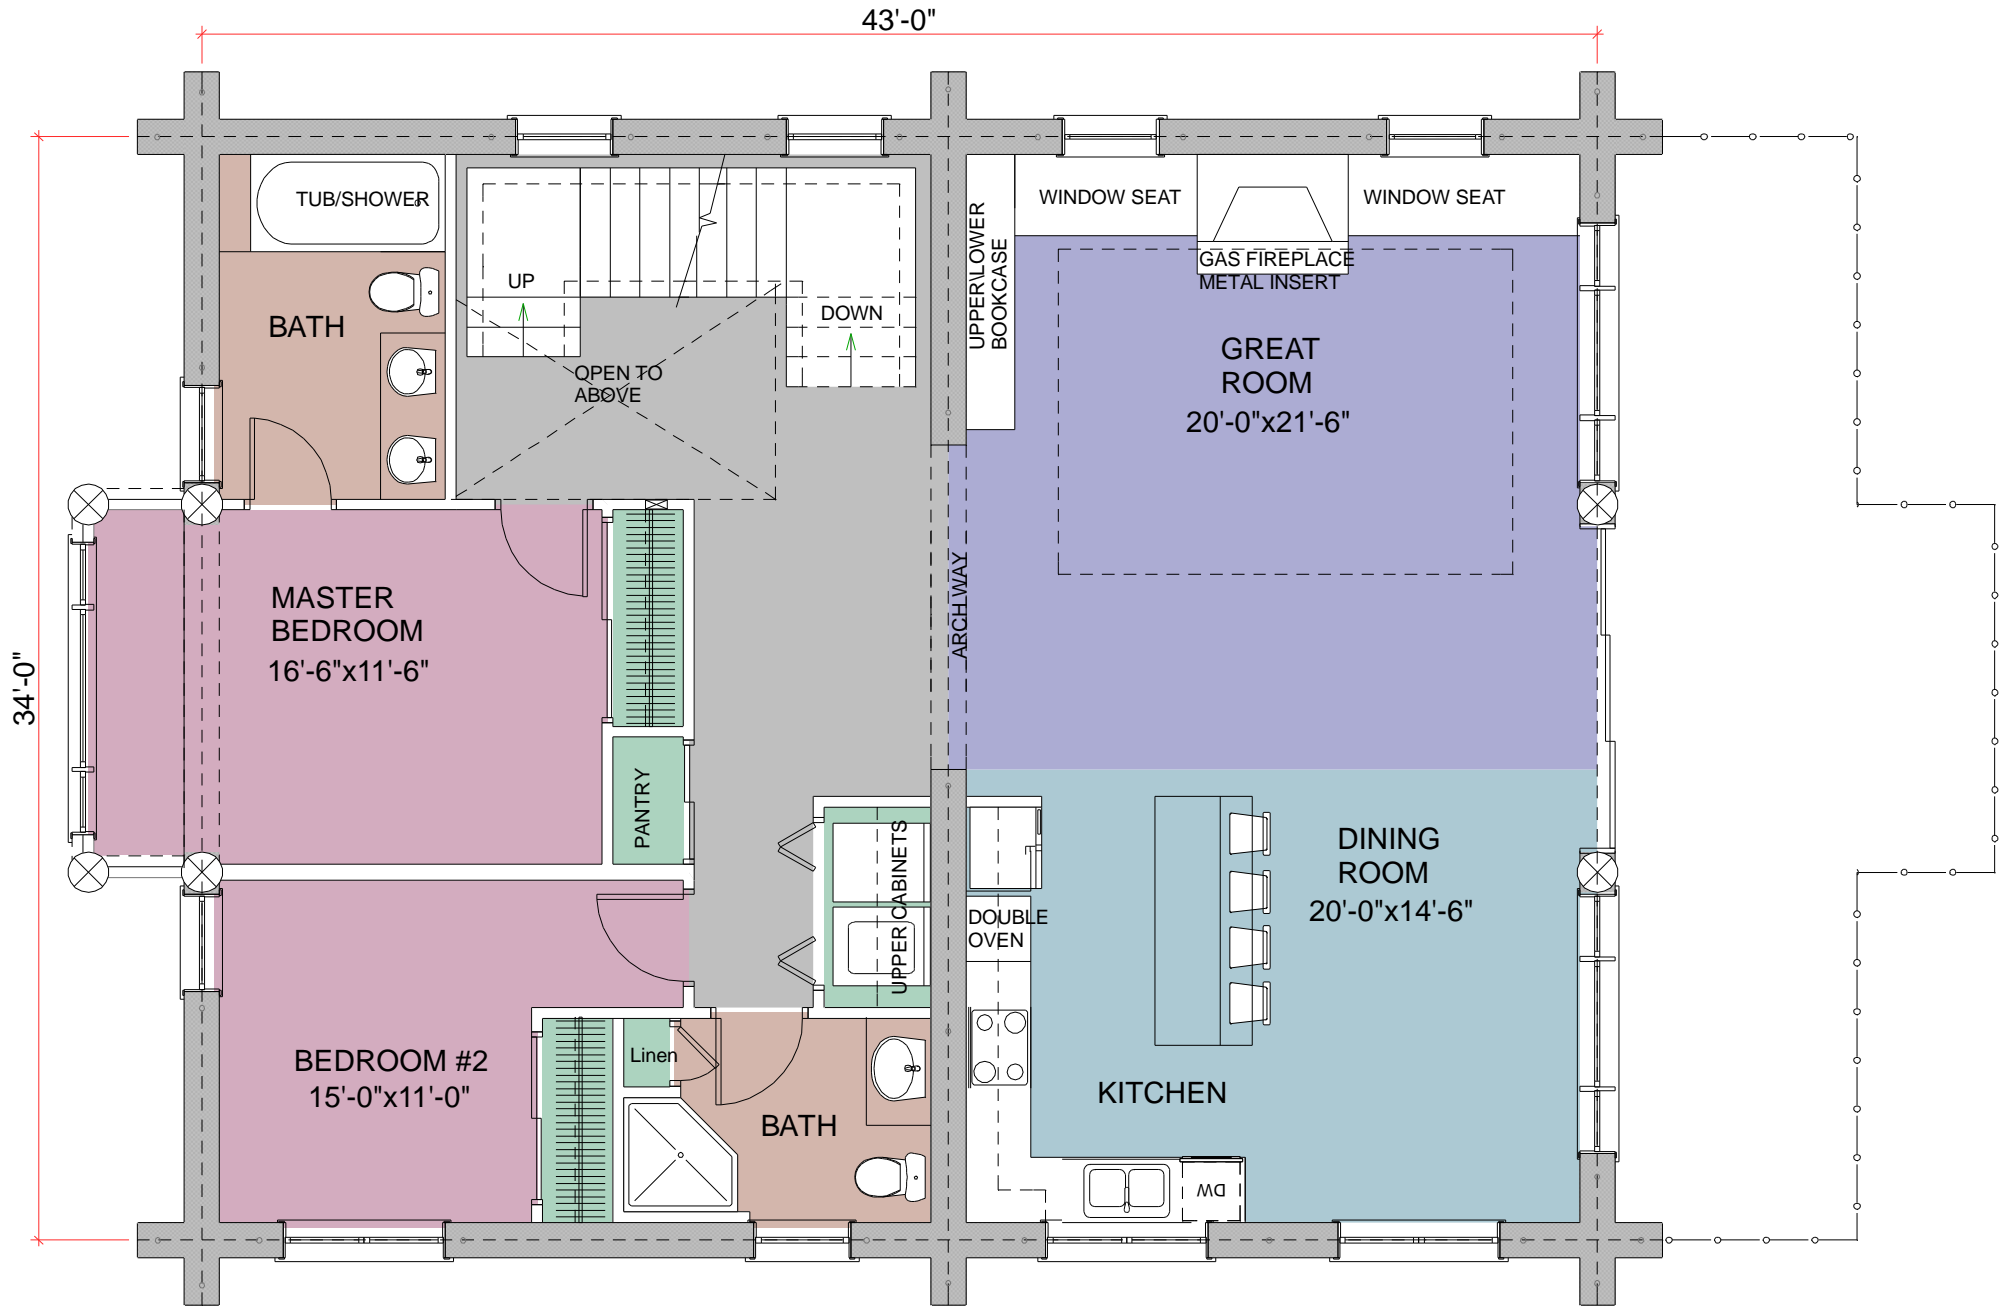 43'-0"
TUB/SHOWER
WINDOW SEAT
WINDOW SEAT
UPPER\LOWER
BOOKCASE
GAS FIREPLACE
METAL INSERT
UP
DOWN
BATH
GREAT
ROOM
20'-0"x21'-6"
OPEN TO
ABOVE
ARCH WAY
MASTER
BEDROOM
16'-6"x11'-6"
34'-0"
PANTRY
UPPER CABINETS
DINING
ROOM
20'-0"x14'-6"
DOUBLE
OVEN
BEDROOM #2
15'-0"x11'-0"
Linen
KITCHEN
BATH
DW